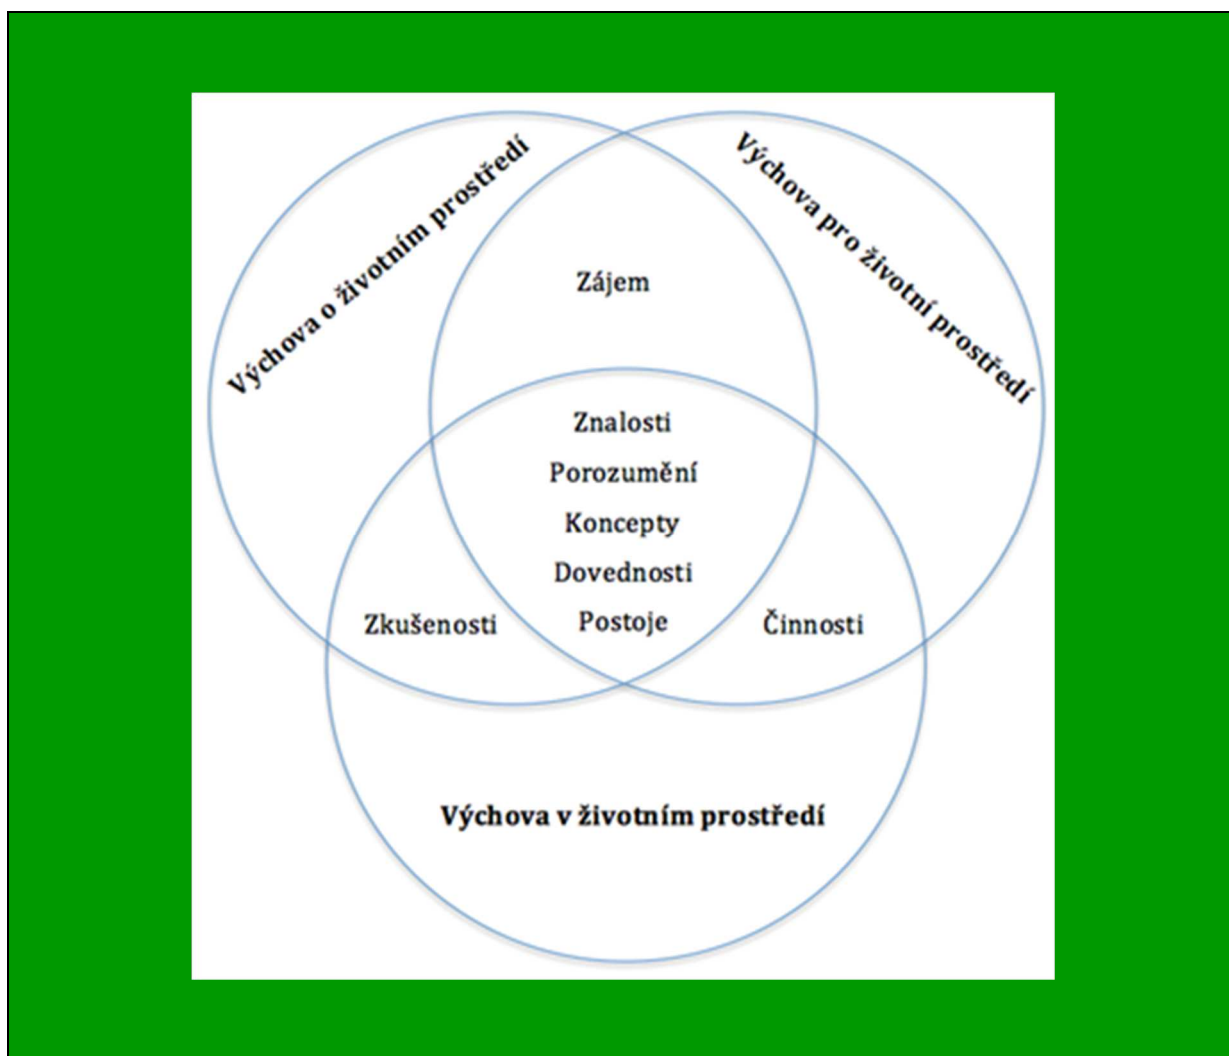 Výchova o životním prostředí
Výchova pro životní prostředí
Zájem
Znalosti
Porozumění
Koncepty
Dovednosti
Zkušenosti
Postoje
Činnosti
Výchova v životním prostředí